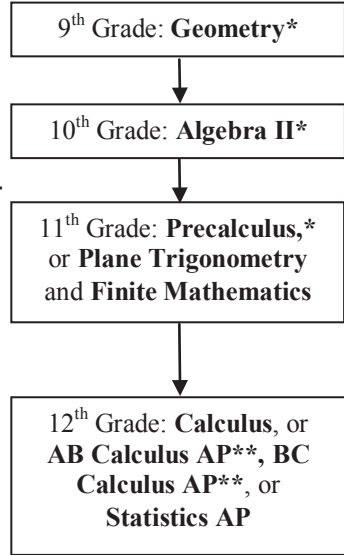 9th Grade: Geometry*
10th Grade: Algebra II*
11th Grade: Precalculus,*
or Plane Trigonometry
and Finite Mathematics
12th Grade: Calculus, or
AB Calculus AP**, BC
Calculus AP**, or
Statistics AP